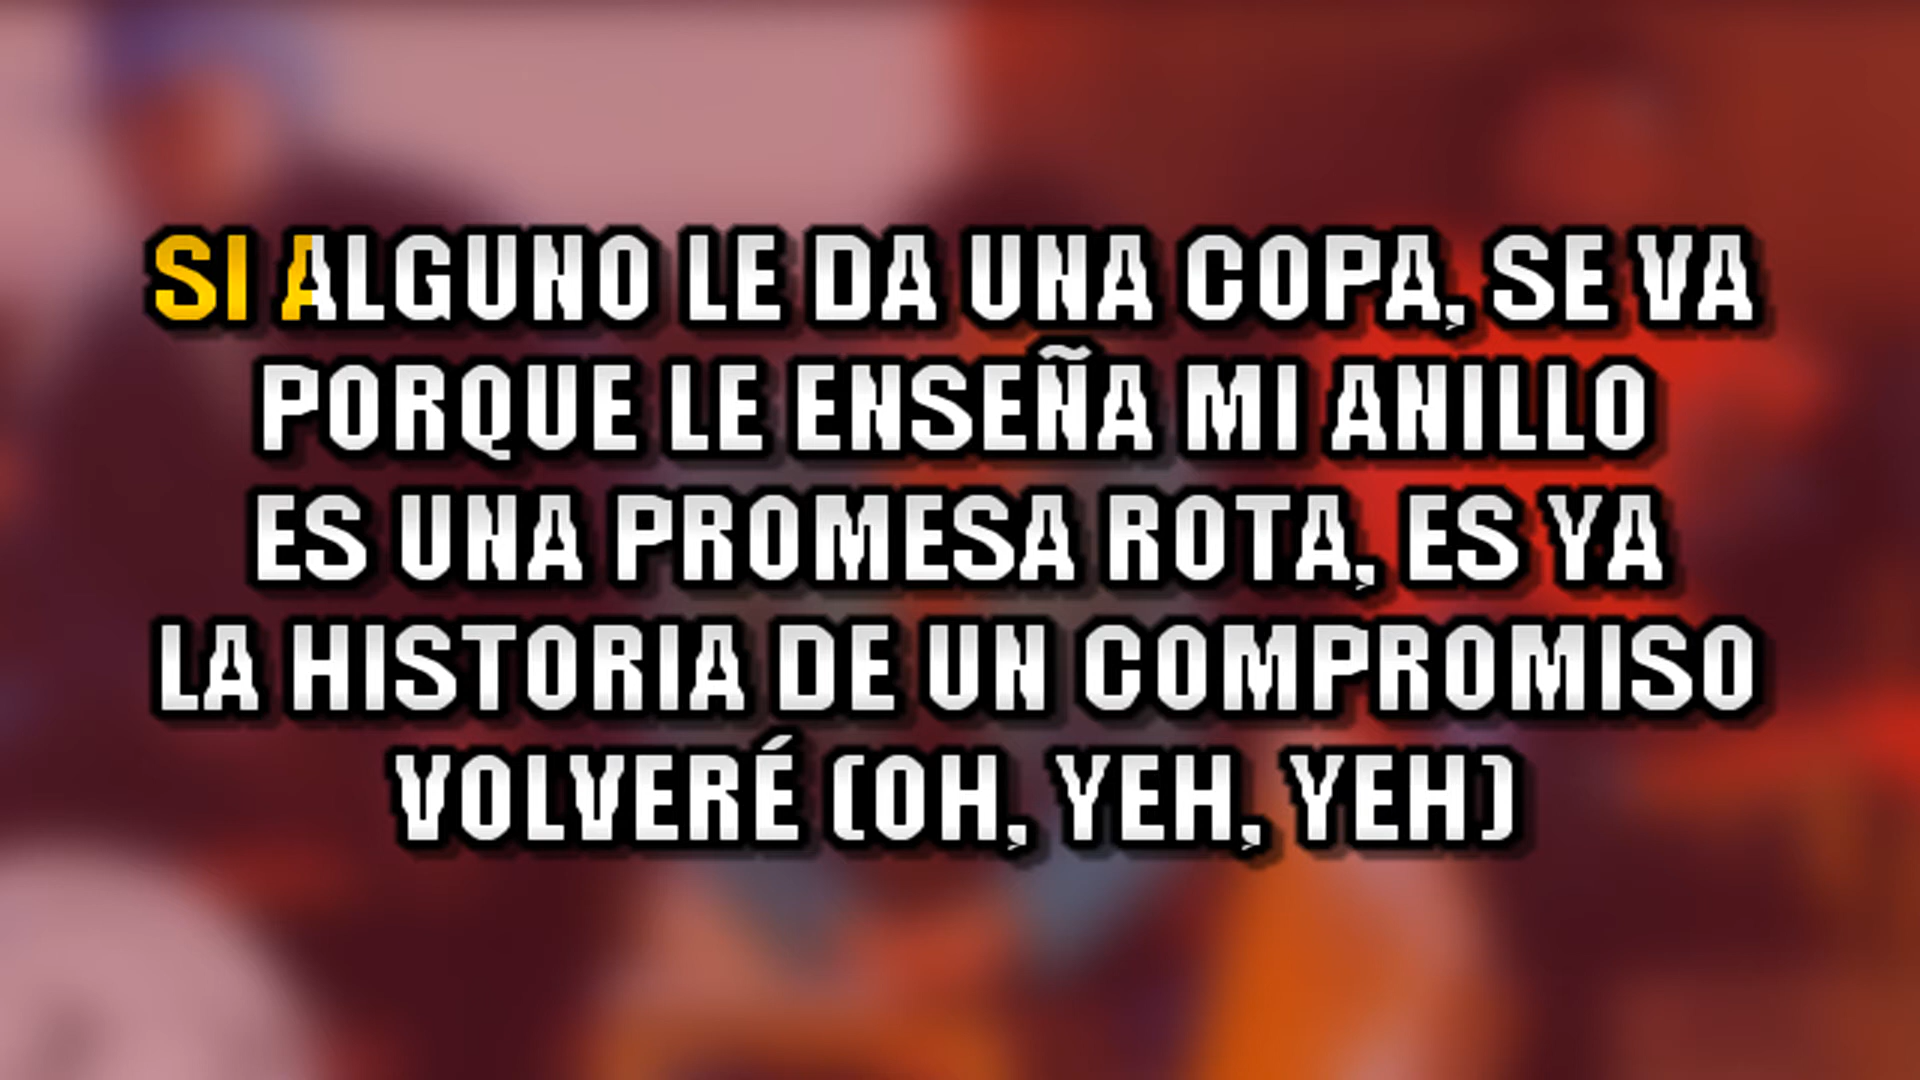 SI ALGUNO LE DA UNA COPA, SE VA
PORQUE LE ENSEÑA MI ANILLO
ES UNA PROMESA ROTA, ES YA
LA HISTORIA DE UN COMPROMISO
VOLVERÉ (OH, YEH, YEH)